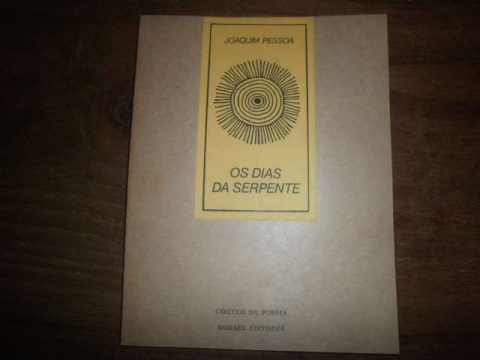 JOAQUIM PESSOA
OS DIAS
DA SERPENTE
CÍRCULO DE POESIA
MORAES EDITORES